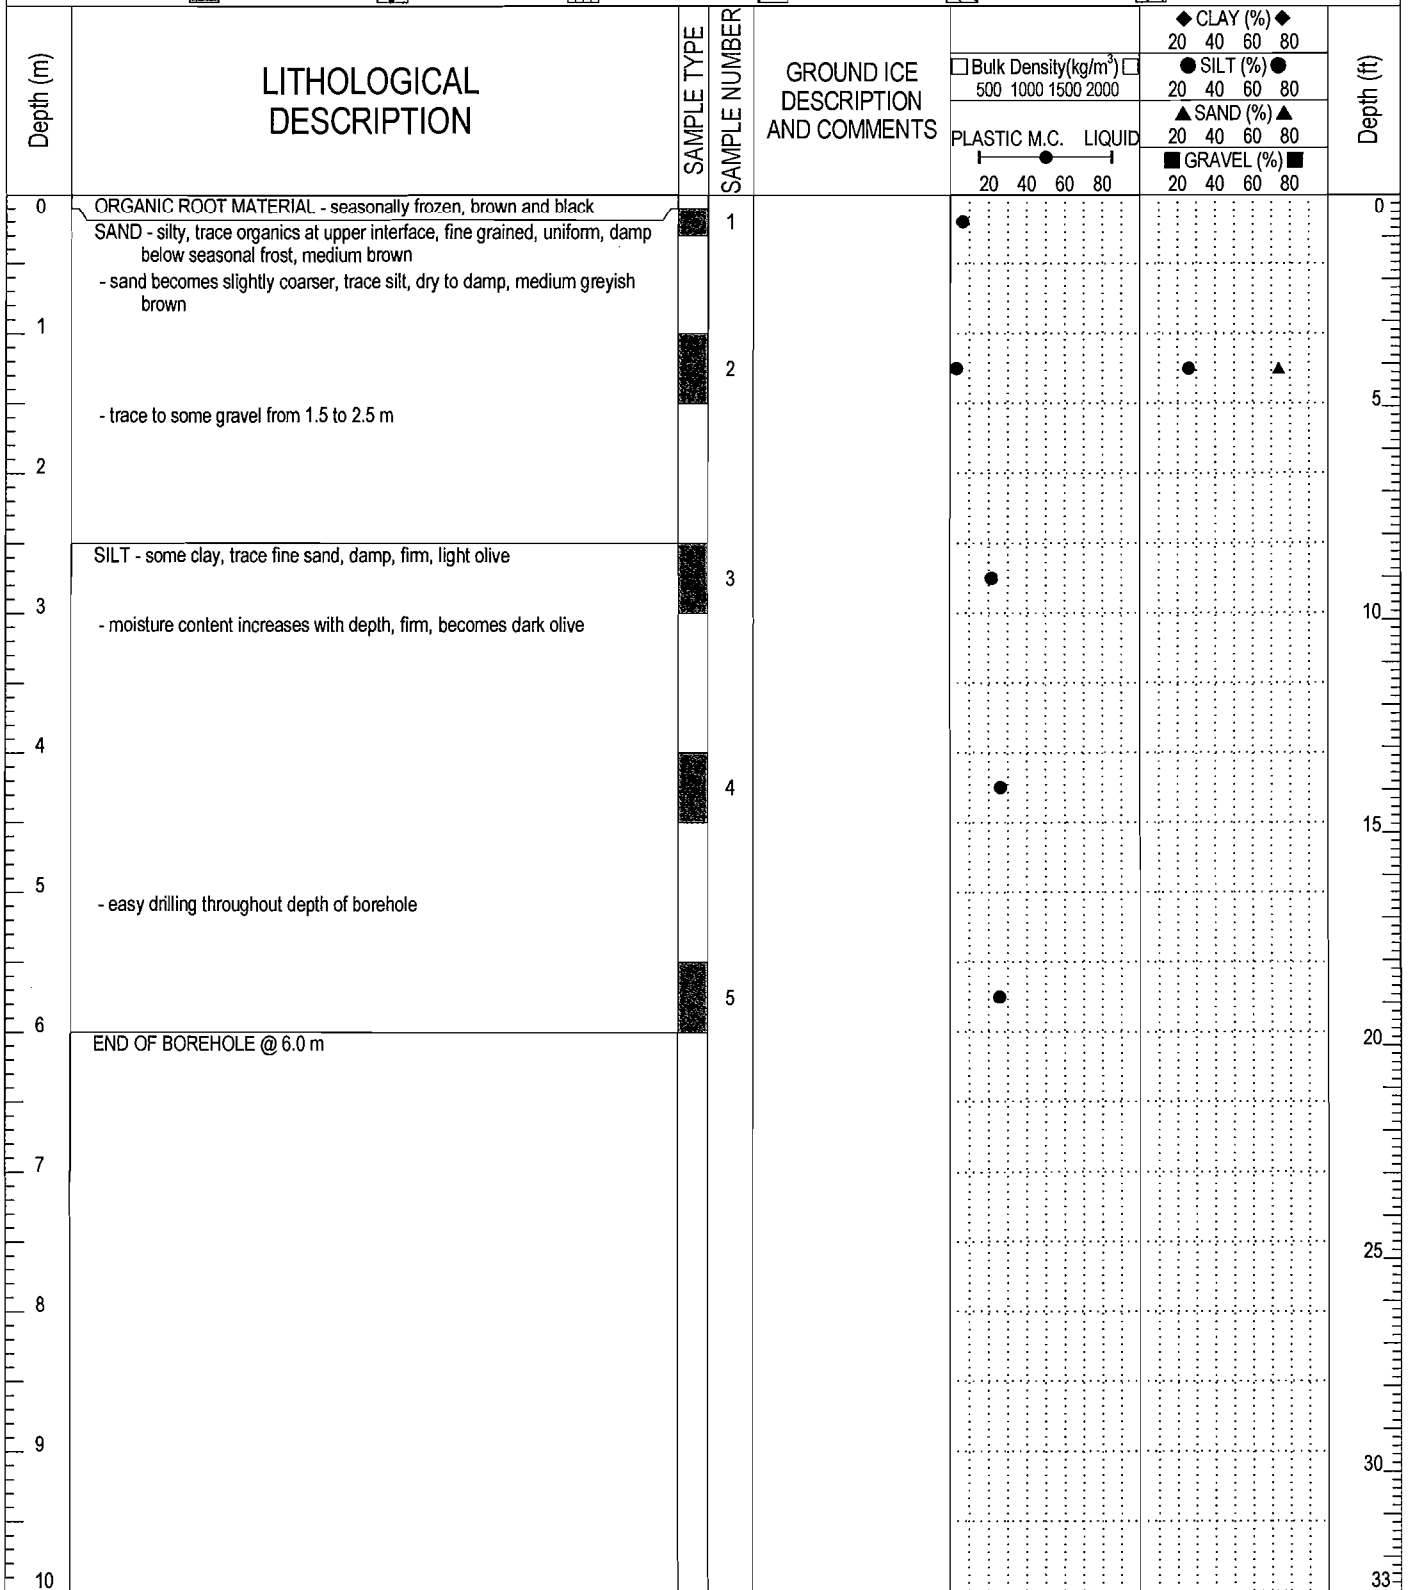 Depth (m)
LITHOLOGICAL
DESCRIPTION
SAMPLE TYPE
SAMPLE NUMBER
GROUND ICE
DESCRIPTION
AND COMMENTS
□ Bulk Density(kg/m³) □
500 1000 1500 2000
PLASTIC M.C. LIQUID
20 40 60 80
◆ CLAY (%) ◆
20 40 60 80
● SILT (%) ●
20 40 60 80
▲ SAND (%) ▲
20 40 60 80
■ GRAVEL (%) ■
20 40 60 80
Depth (ft)
0
ORGANIC ROOT MATERIAL - seasonally frozen, brown and black
1
0
SAND - silty, trace organics at upper interface, fine grained, uniform, damp
below seasonal frost, medium brown
- sand becomes slightly coarser, trace silt, dry to damp, medium greyish
brown
1
2
- trace to some gravel from 1.5 to 2.5 m
5
2
SILT - some clay, trace fine sand, damp, firm, light olive
3
3
- moisture content increases with depth, firm, becomes dark olive
10
4
4
15
5
- easy drilling throughout depth of borehole
5
6
END OF BOREHOLE @ 6.0 m
20
7
25
8
9
30
10
33